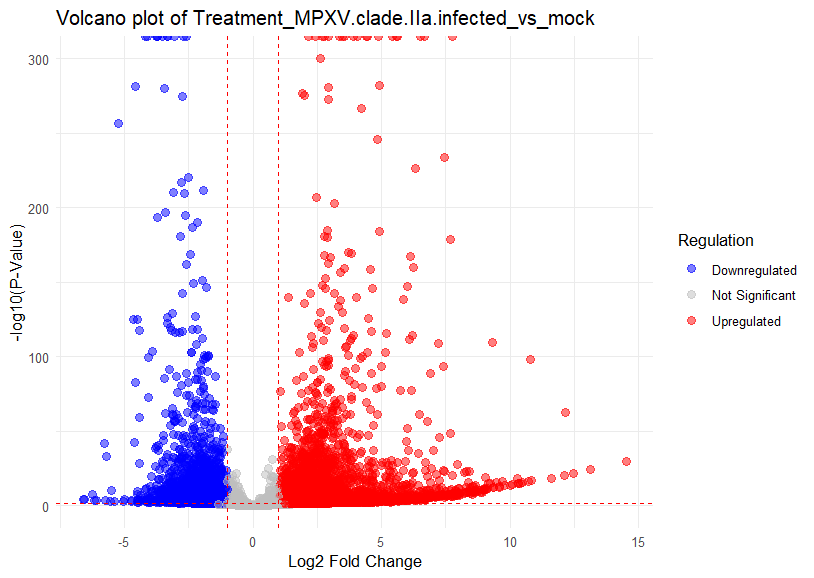 Volcano plot of Treatment_MPXV.clade.IIa.infected_vs_mock
300
200
100
0
-log10(P-Value)
-5
0
5
10
15
Log2 Fold Change
Regulation
Downregulated
Not Significant
Upregulated